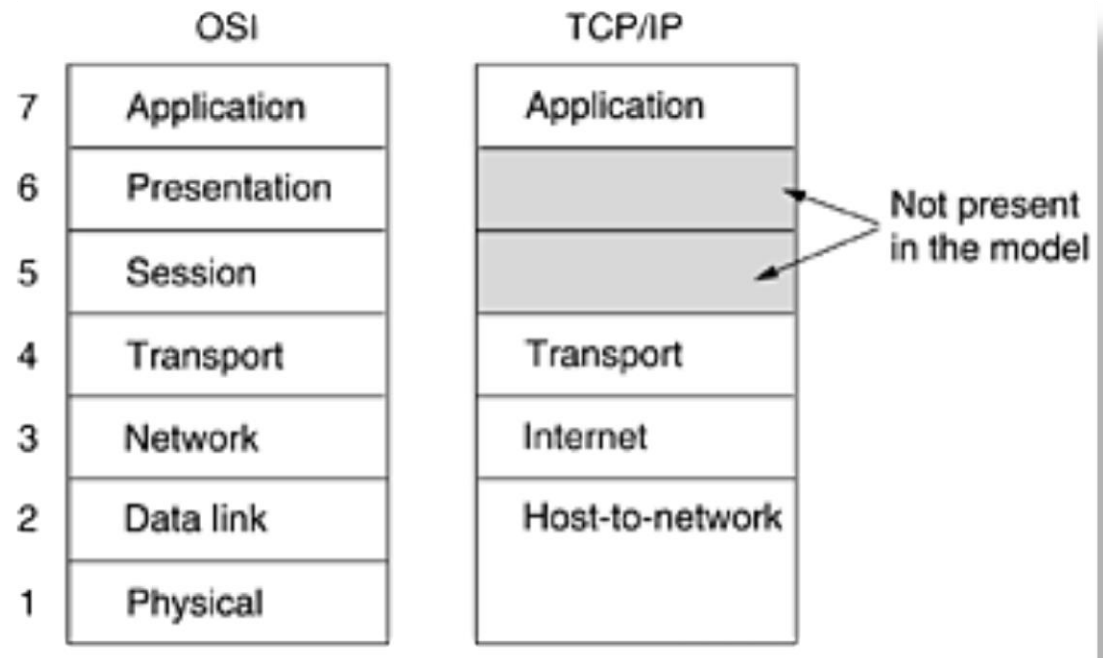 OSI TCP/IP
7 Application Application
6 Presentation
Not present
in the model
5 Session
4 Transport Transport
3 Network Internet
2 Data link Host-to-network
1 Physical